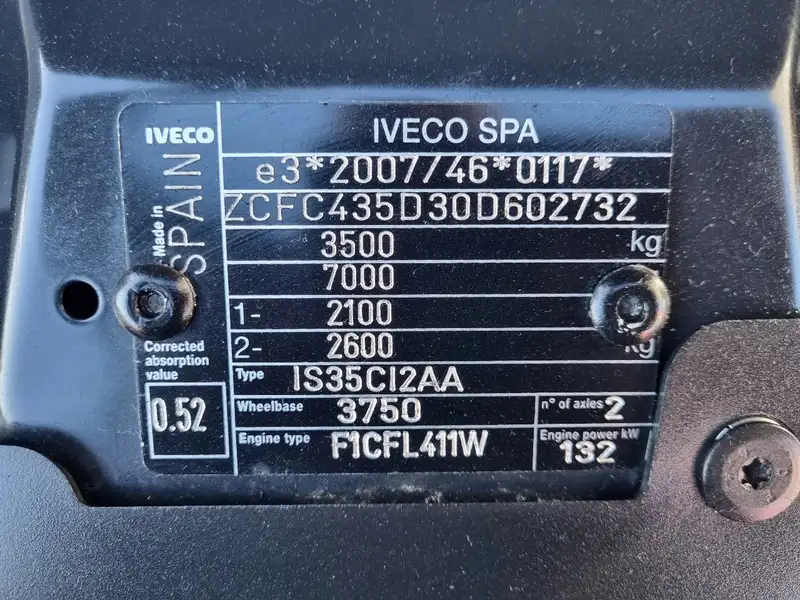 IVECO
IVECO SPA
Made in
SPAIN
e3*2007/46*0117*
ZCFC435D30D602732
3500 kg
7000
1- 2100
2- 2600 kg
Corrected
absorption
value
0.52
Type IS35CI2AA
Wheelbase 3750
n° of axles 2
Engine type F1CFL411W
Engine power kW
132